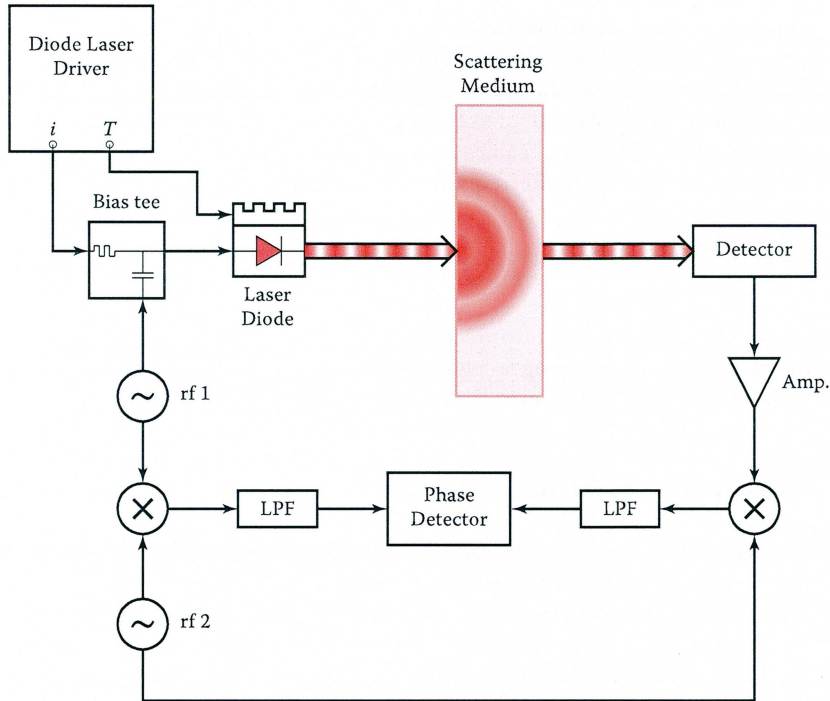 Diode Laser
Driver
i
T
Scattering
Medium
Bias tee
Laser
Diode
Detector
Amp.
rf 1
LPF
Phase
Detector
LPF
rf 2